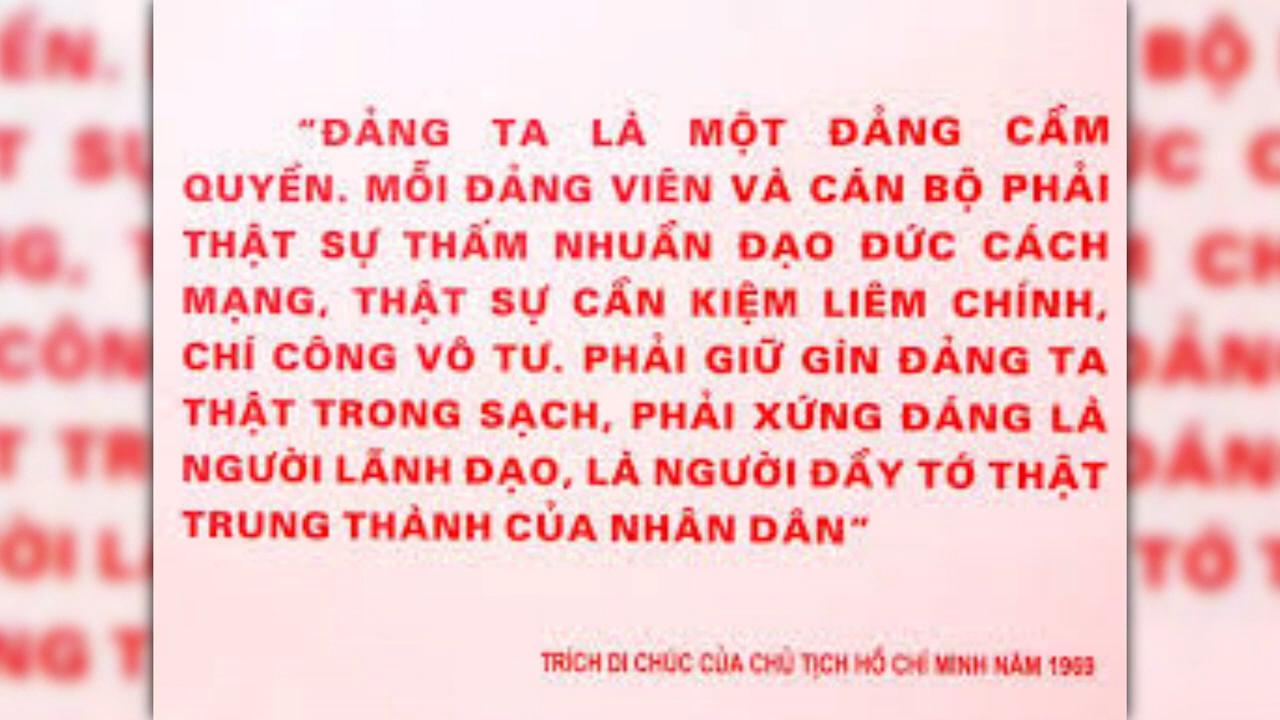 “ĐẢNG TA LÀ MỘT ĐẢNG CẦM
QUYỀN. MỖI ĐẢNG VIÊN VÀ CÁN BỘ PHẢI
THẬT SỰ THẤM NHUẦN ĐẠO ĐỨC CÁCH
MẠNG, THẬT SỰ CẦN KIỆM LIÊM CHÍNH,
CHÍ CÔNG VÔ TƯ. PHẢI GIỮ GÌN ĐẢNG TA
THẬT TRONG SẠCH, PHẢI XỨNG ĐÁNG LÀ
NGƯỜI LÃNH ĐẠO, LÀ NGƯỜI ĐẦY TỚ THẬT
TRUNG THÀNH CỦA NHÂN DÂN”
TRÍCH DI CHÚC CỦA CHỦ TỊCH HỒ CHÍ MINH NĂM 1969